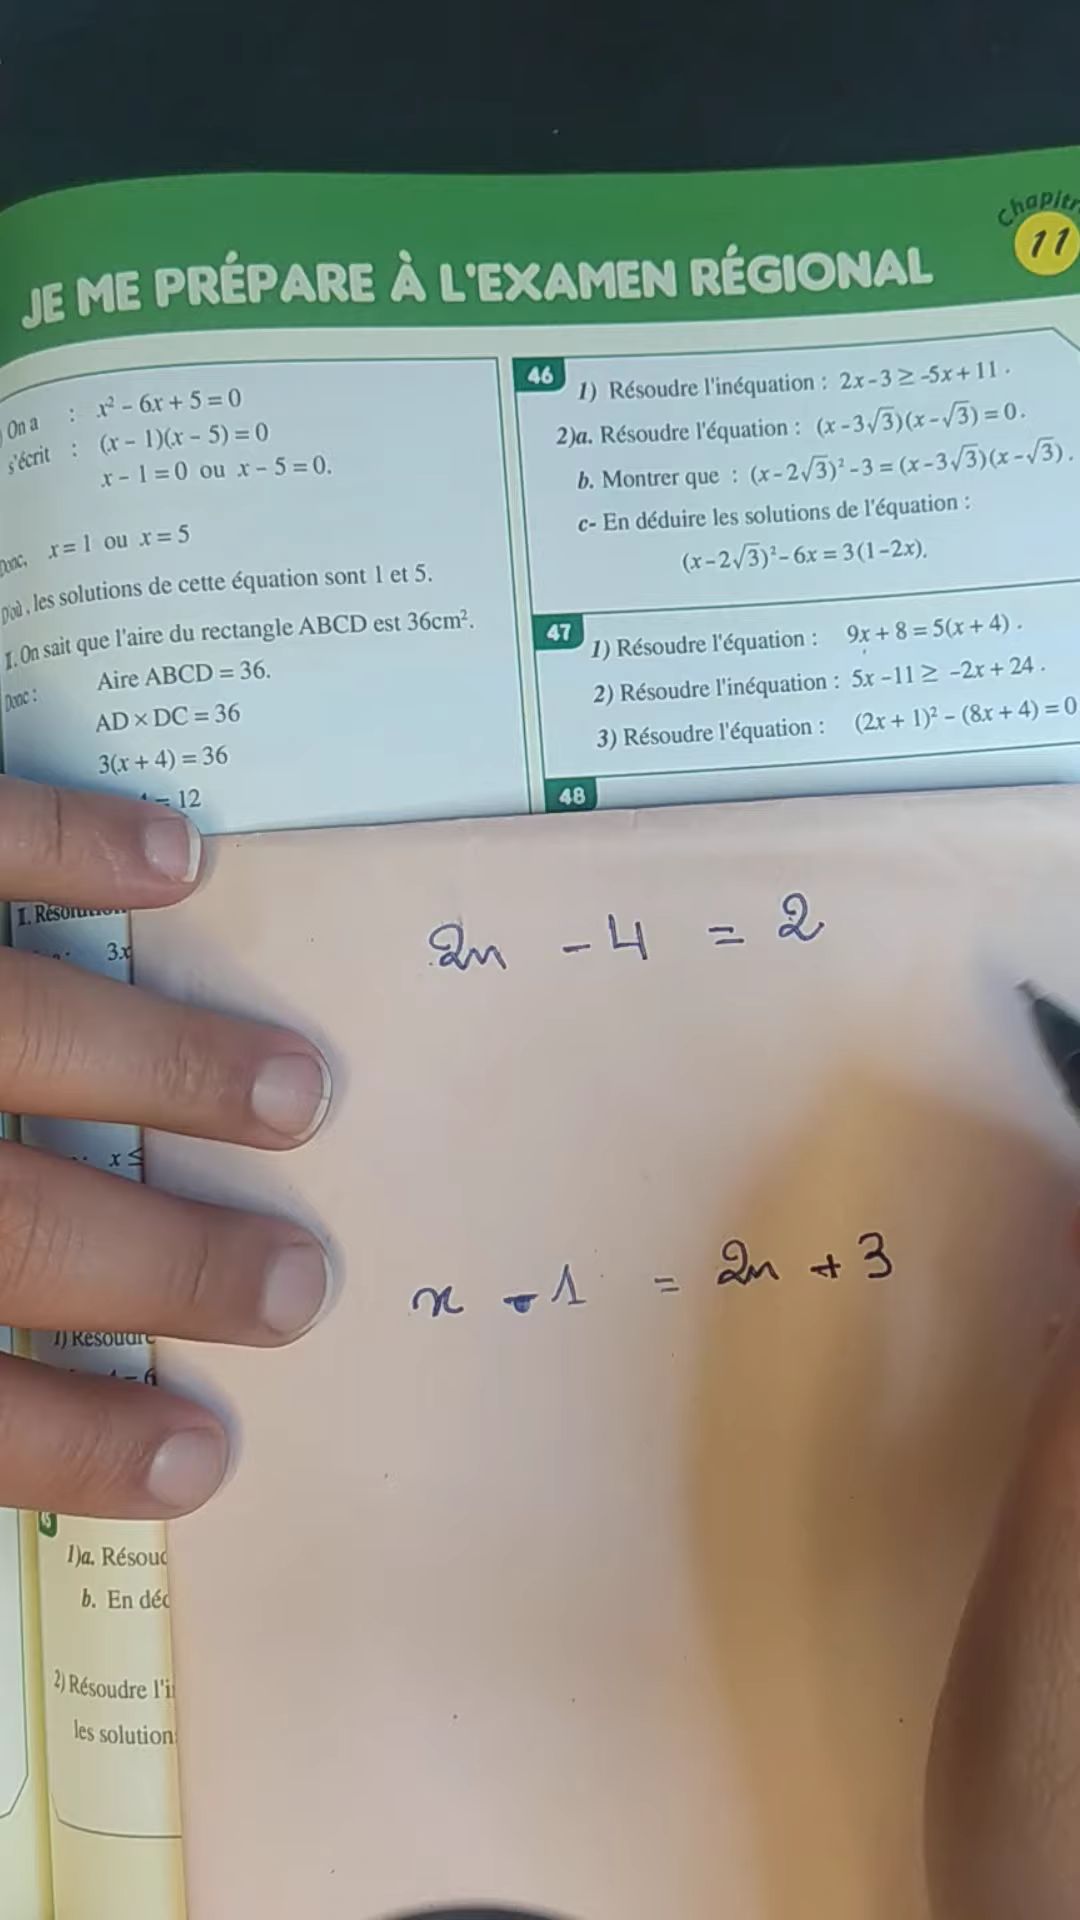 Chapitr
11
JE ME PRÉPARE À L'EXAMEN RÉGIONAL
On a : x² – 6x + 5 = 0
s'écrit : (x – 1)(x – 5) = 0
x – 1 = 0 ou x – 5 = 0.
Donc, x = 1 ou x = 5
D'où, les solutions de cette équation sont 1 et 5.
I. On sait que l'aire du rectangle ABCD est 36cm².
Donc : Aire ABCD = 36.
AD × DC = 36
3(x + 4) = 36
= 12
I. Résolution
3x
x ≤
1) Résoudre
1)a. Résoud
b. En déd
2) Résoudre l'i
les solution
46
1) Résoudre l'inéquation : 2x – 3 ≥ -5x + 11 .
2)a. Résoudre l'équation : (x – 3√3)(x – √3) = 0.
b. Montrer que : (x – 2√3)² – 3 = (x – 3√3)(x – √3).
c- En déduire les solutions de l'équation :
(x – 2√3)² – 6x = 3(1 – 2x).
47
1) Résoudre l'équation : 9x + 8 = 5(x + 4) .
2) Résoudre l'inéquation : 5x – 11 ≥ -2x + 24 .
3) Résoudre l'équation : (2x + 1)² – (8x + 4) = 0
48
2x - 4 = 2
x - 1 = 2x + 3